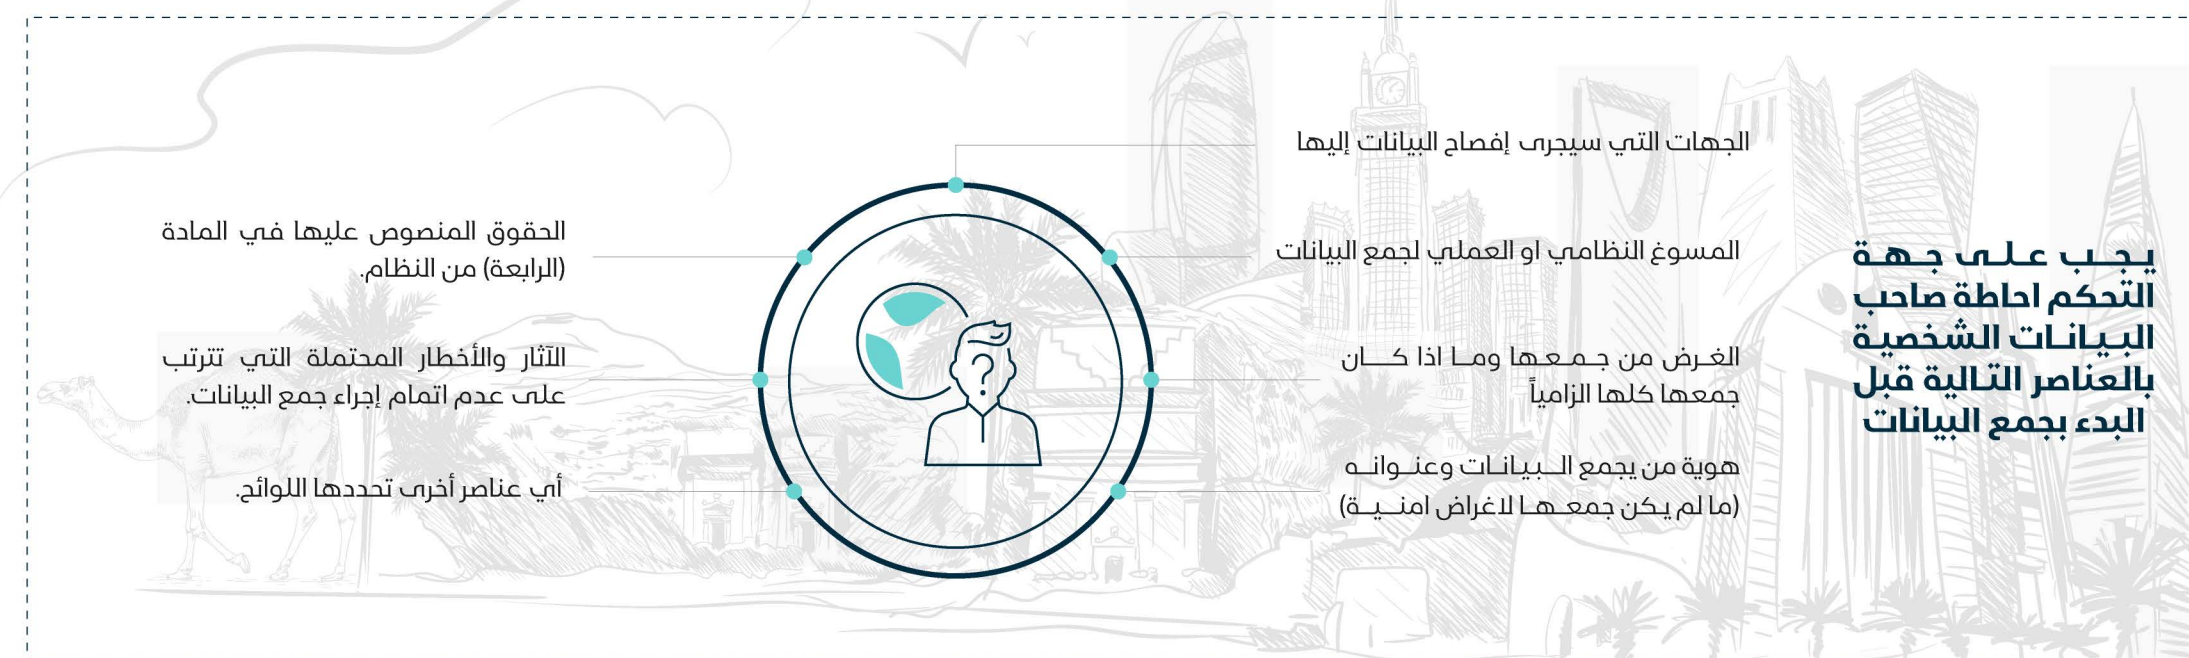 يجب على جهة
التحكم احاطة صاحب
البيانات الشخصية
بالعناصر التالية قبل
البدء بجمع البيانات
الجهات التي سيجرى إفصاح البيانات إليها
المسوغ النظامي او العملي لجمع البيانات
الغرض من جمعها وما اذا كان
جمعها كلها الزامياً
هوية من يجمع البيانات وعنوانه
(ما لم يكن جمعها لاغراض امنية)
الحقوق المنصوص عليها في المادة
(الرابعة) من النظام.
الآثار والأخطار المحتملة التي تترتب
على عدم اتمام إجراء جمع البيانات.
أي عناصر أخرى تحددها اللوائح.